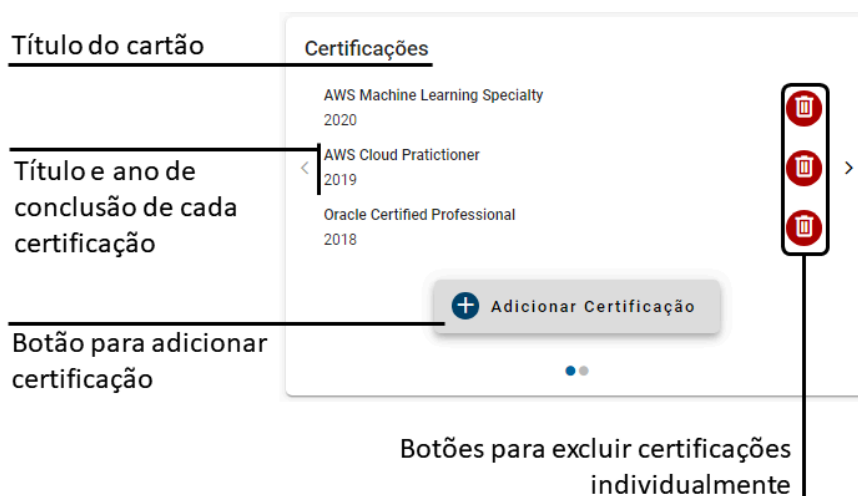 Título do cartão
Certificações
AWS Machine Learning Specialty
2020
Título e ano de
conclusão de cada
certificação
AWS Cloud Pratictioner
2019
Oracle Certified Professional
2018
Adicionar Certificação
Botão para adicionar
certificação
Botões para excluir certificações
individualmente